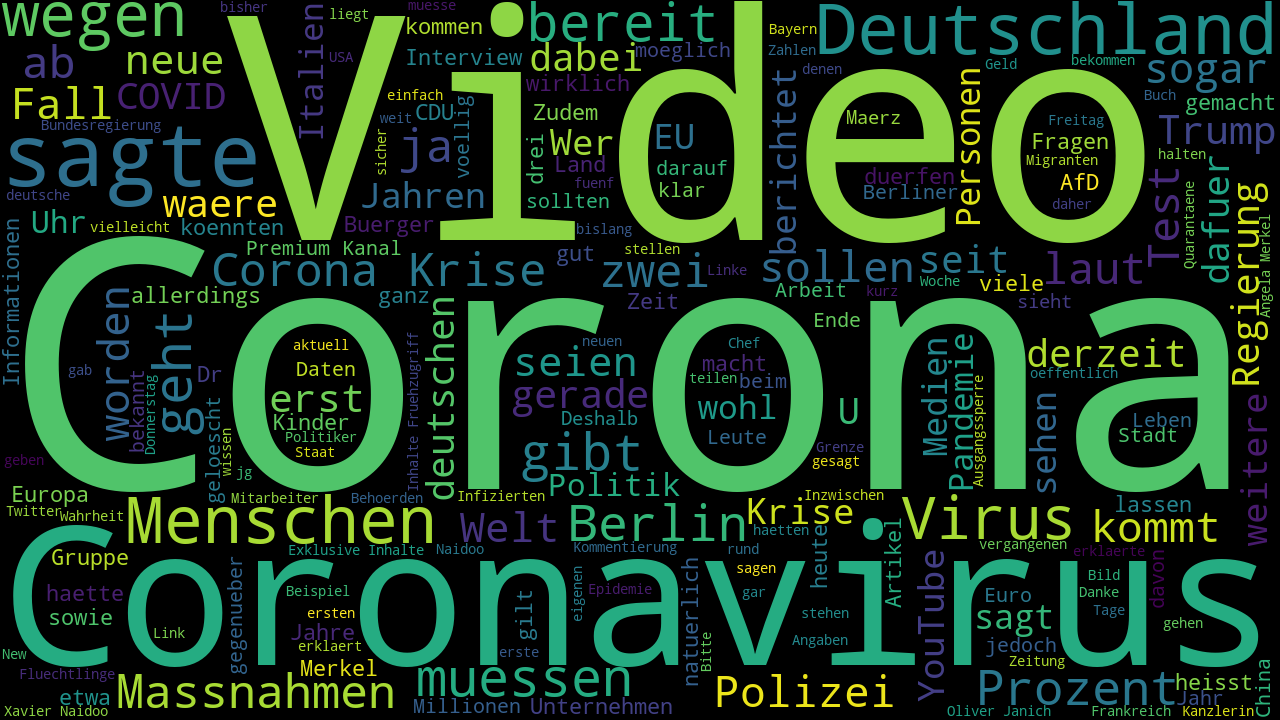 wegen
bisher
Video
Italien
liegt
muesse
kommen
bereit
Deutschland
Bayern
ab
neue
USA
Interview
dabei
moeglich
Zahlen
denen
Geld
bekommen
sogar
Fall
COVID
einfach
weit
CDU
wirklich
Zudem
berichtet
Personen
Maerz
Buch
gemacht
Bundesregierung
sicher
voellig
Wer
EU
Freitag
Fragen
Trump
sagte
ja
drei
Land
darauf
Migranten
halten
deutsche
Jahren
fuenf
klar
duerfen
Berliner
AfD
daher
Test
Quarantaene
dafuer
Regierung
Angela Merkel
waere
sollten
Uhr
vielleicht
koennten
Buerger
bislang
Informationen
Premium Kanal
gut
stellen
Corona Krise
zwei
Linke
sollen
seit
Woche
laut
viele
Corona
worden
allerdings
geht
ganz
deutschen
Zeit
Arbeit
kurz
sieht
Ende
aktuell
neuen
Chef
Medien
Pandemie
derzeit
gab
Dr
Daten
seien
macht
oeffentlich
bekannt
Donnerstag
erst
gerade
teilen
beim
wohl
U
Ausgangssperre
sehen
Leben
Stadt
weitere
geloescht
wissen
Kinder
Politiker
Staat
Inhalte Fruehzugriff
Deshalb
Leute
Grenze
gesagt
geben
jg
gibt
Politik
Europa
Mitarbeiter
Behoerden
Infizierten
Inzwischen
lassen
Twitter
Wahrheit
Menschen
Welt
Berlin
Krise
haetten
Virus
kommt
Coronavirus
Gruppe
Exklusive Inhalte
Naidoo
Kommentierung
rund
heute
Artikel
vergangenen
erklaerte
davon
gegenueber
sagen
haette
Beispiel
eigenen
Epidemie
gar
YouTube
Bild
Danke
Euro
sowie
ersten
gilt
natuerlich
stehen
sagt
Tage
gehen
Link
Jahre
erste
Bitte
Angaben
jedoch
New
erklaert
Zeitung
Fluechtlinge
Merkel
muessen
Polizei
Prozent
heisst
China
etwa
Massnahmen
Millionen
Unternehmen
Jahr
Xavier Naidoo
Oliver Janich
Frankreich
Kanzlerin